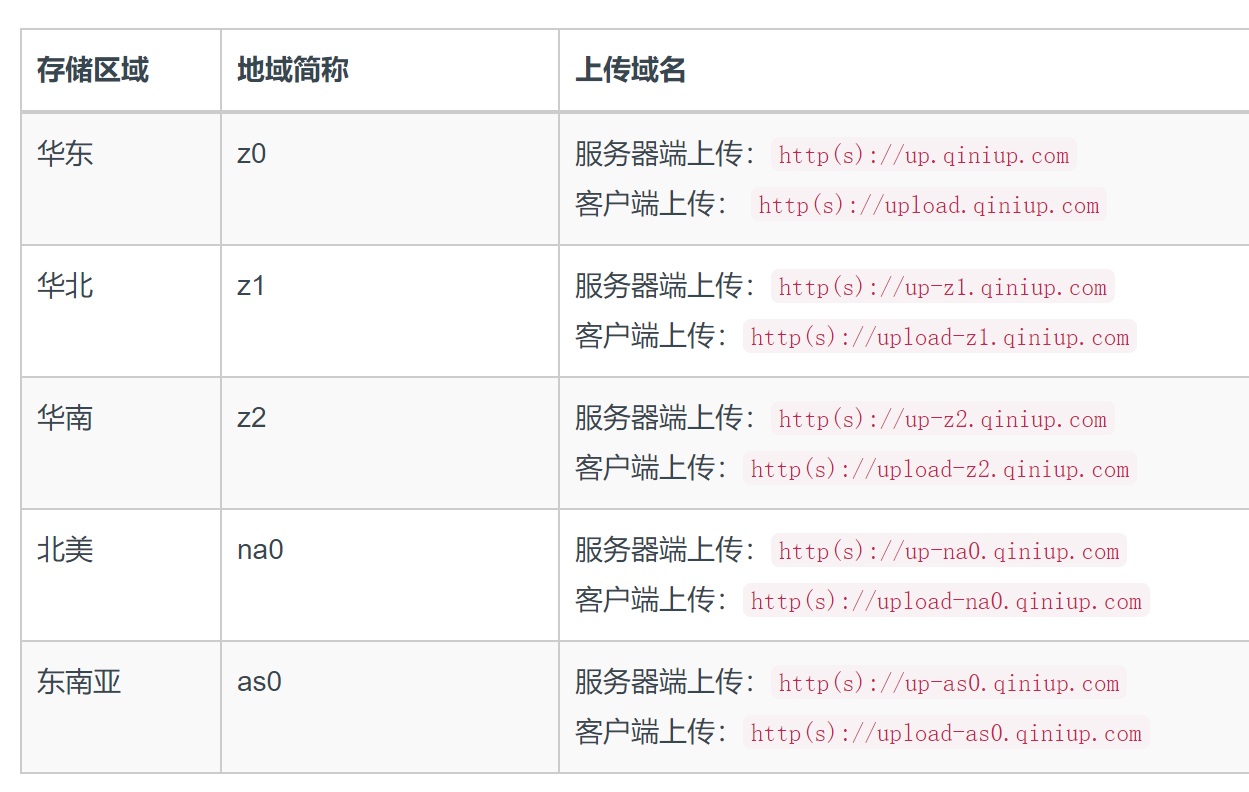 存储区域 地域简称 上传域名
华东 z0 服务器端上传： http(s)://up.qiniup.com
客户端上传： http(s)://upload.qiniup.com
华北 z1 服务器端上传： http(s)://up-z1.qiniup.com
客户端上传： http(s)://upload-z1.qiniup.com
华南 z2 服务器端上传： http(s)://up-z2.qiniup.com
客户端上传： http(s)://upload-z2.qiniup.com
北美 na0 服务器端上传： http(s)://up-na0.qiniup.com
客户端上传： http(s)://upload-na0.qiniup.com
东南亚 as0 服务器端上传： http(s)://up-as0.qiniup.com
客户端上传： http(s)://upload-as0.qiniup.com